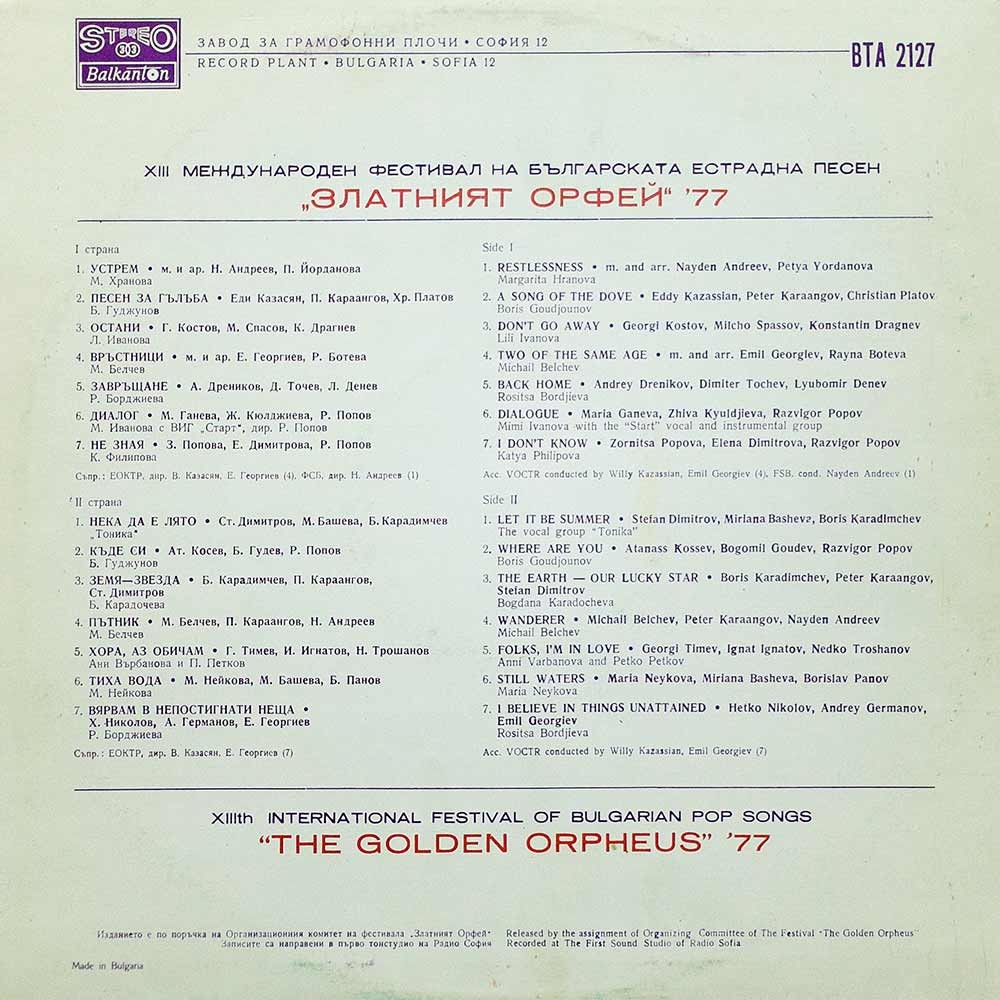 STEREO
33
Balkanton
ЗАВОД ЗА ГРАМОФОННИ ПЛОЧИ • СОФИЯ 12
RECORD PLANT • BULGARIA • SOFIA 12
ВТА 2127
XIII МЕЖДУНАРОДЕН ФЕСТИВАЛ НА БЪЛГАРСКАТА ЕСТРАДНА ПЕСЕН
„ЗЛАТНИЯТ ОРФЕЙ“ '77
I страна
1. УСТРЕМ • м. и ар. Н. Андреев, П. Йорданова
М. Хранова
2. ПЕСЕН ЗА ГЪЛЪБА • Еди Казасян, П. Караангов, Хр. Платов
Б. Гуджунов
3. ОСТАНИ • Г. Костов, М. Спасов, К. Драгнев
Л. Иванова
4. ВРЪСТНИЦИ • м. и ар. Е. Георгиев, Р. Ботева
М. Белчев
5. ЗАВРЪЩАНЕ • А. Дреников, Д. Точев, Л. Денев
Р. Борджиева
6. ДИАЛОГ • М. Ганева, Ж. Кюлджиева, Р. Попов
М. Иванова с ВИГ „Старт“, дир. Р. Попов
7. НЕ ЗНАЯ • З. Попова, Е. Димитрова, Р. Попов
К. Филипова
Съпр.: ЕОКТР, дир. В. Казасян, Е. Георгиев (4), ФСБ, дир. Н. Андреев (1)
II страна
1. НЕКА ДА Е ЛЯТО • Ст. Димитров, М. Башева, Б. Карадимчев
„Тоника“
2. КЪДЕ СИ • Ат. Косев, Б. Гудев, Р. Попов
Б. Гуджунов
3. ЗЕМЯ—ЗВЕЗДА • Б. Карадимчев, П. Караангов,
Ст. Димитров
Б. Карадочева
4. ПЪТНИК • М. Белчев, П. Караангов, Н. Андреев
М. Белчев
5. ХОРА, АЗ ОБИЧАМ • Г. Тимев, И. Игнатов, Н. Трошанов
Ани Върбанова и П. Петков
6. ТИХА ВОДА • М. Нейкова, М. Башева, Б. Панов
М. Нейкова
7. ВЯРВАМ В НЕПОСТИГНАТИ НЕЩА •
Х. Николов, А. Германов, Е. Георгиев
Р. Борджиева
Съпр.: ЕОКТР, дир. В. Казасян, Е. Георгиев (7)
Side I
1. RESTLESSNESS • m. and arr. Nayden Andreev, Petya Yordanova
Margarita Hranova
2. A SONG OF THE DOVE • Eddy Kazassian, Peter Karaangov, Christian Platov
Boris Goudjounov
3. DON'T GO AWAY • Georgi Kostov, Milcho Spassov, Konstantin Dragnev
Lili Ivanova
4. TWO OF THE SAME AGE • m. and arr. Emil Georgiev, Rayna Boteva
Michail Belchev
5. BACK HOME • Andrey Drenikov, Dimiter Tochev, Lyubomir Denev
Rositsa Bordjieva
6. DIALOGUE • Maria Ganeva, Zhiva Kyuldjieva, Razvigor Popov
Mimi Ivanova with the "Start" vocal and instrumental group
7. I DON'T KNOW • Zornitsa Popova, Elena Dimitrova, Razvigor Popov
Katya Philipova
Acc. VOCTR conducted by Willy Kazassian, Emil Georgiev (4), FSB, cond. Nayden Andreev (1)
Side II
1. LET IT BE SUMMER • Stefan Dimitrov, Miriana Basheva, Boris Karadimchev
The vocal group "Tonika"
2. WHERE ARE YOU • Atanass Kossev, Bogomil Goudev, Razvigor Popov
Boris Goudjounov
3. THE EARTH — OUR LUCKY STAR • Boris Karadimchev, Peter Karaangov,
Stefan Dimitrov
Bogdana Karadocheva
4. WANDERER • Michail Belchev, Peter Karaangov, Nayden Andreev
Michail Belchev
5. FOLKS, I'M IN LOVE • Georgi Timev, Ignat Ignatov, Nedko Troshanov
Anni Varbanova and Petko Petkov
6. STILL WATERS • Maria Neykova, Miriana Basheva, Borislav Panov
Maria Neykova
7. I BELIEVE IN THINGS UNATTAINED • Hetko Nikolov, Andrey Germanov,
Emil Georgiev
Rositsa Bordjieva
Acc. VOCTR conducted by Willy Kazassian, Emil Georgiev (7)
XIIIth INTERNATIONAL FESTIVAL OF BULGARIAN POP SONGS
“THE GOLDEN ORPHEUS” '77
Изданието е по поръчка на Организационния комитет на фестивала „Златният Орфей“
Записите са направени в първо тонстудио на Радио София
Released by the assignment of Organizing Committee of The Festival "The Golden Orpheus"
Recorded at The First Sound Studio of Radio Sofia
Made in Bulgaria